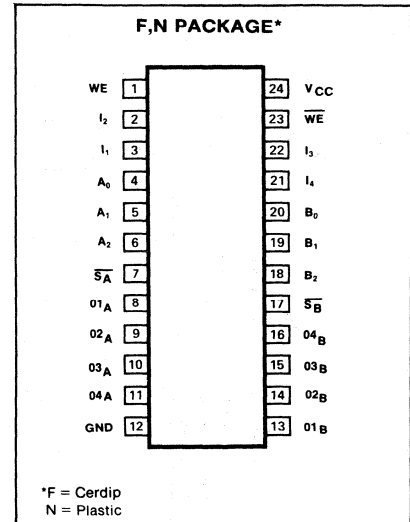 F,N PACKAGE*
WE 1 24 VCC
I2 2 23 W̅E̅
I1 3 22 I3
A0 4 21 I4
A1 5 20 B0
A2 6 19 B1
S̅A̅ 7 18 B2
01A 8 17 S̅B̅
02A 9 16 04B
03A 10 15 03B
04A 11 14 02B
GND 12 13 01B
*F = Cerdip
N = Plastic